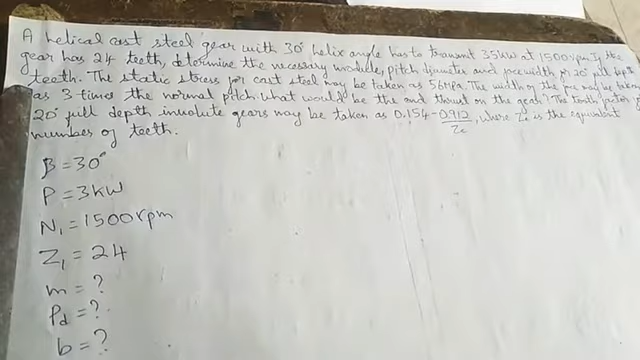 A helical cast steel gear with 30° helix angle has to transmit 35kW at 1500rpm. If the
gear has 24 teeth, determine the necessary module, pitch diameter and face width for 20° full depth
teeth. The static stress for cast steel may be taken as 56MPa. The width of the face may be taken
as 3 times the normal pitch. what would be the end thrust on the gear? The tooth factor for
20° full depth involute gears may be taken as 0.154 - 0.912/Ze, where Ze is the equivalent
number of teeth.
β = 30°
P = 3kW
N₁ = 1500rpm
Z₁ = 24
m = ?
Pd = ?
b = ?